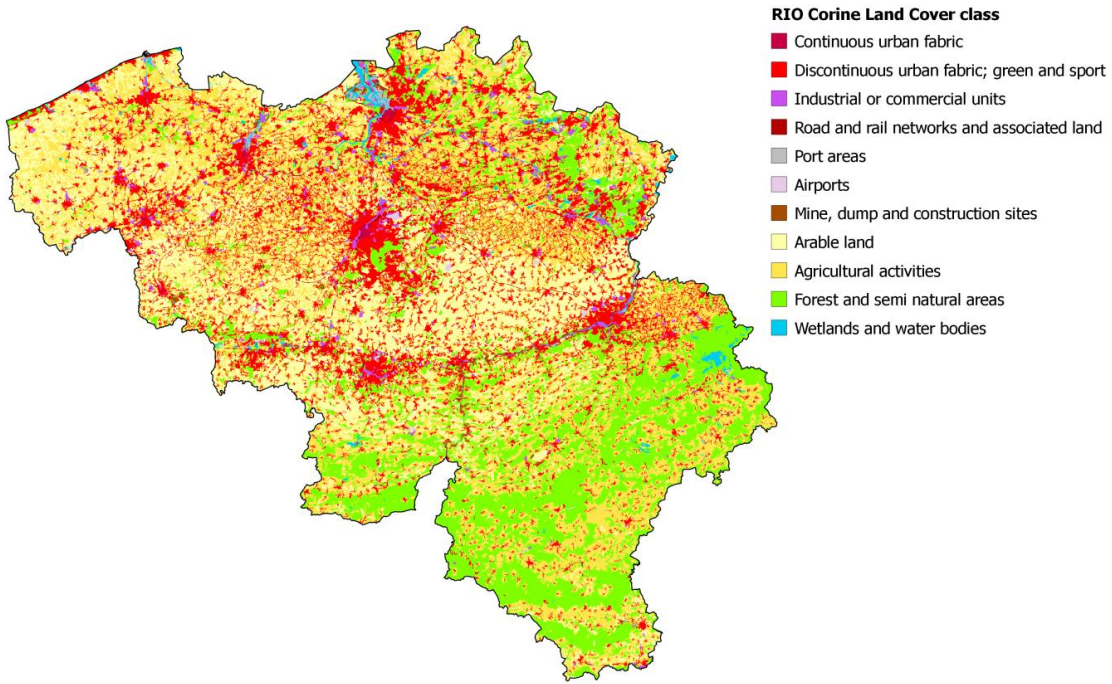 RIO Corine Land Cover class
Continuous urban fabric
Discontinuous urban fabric; green and sport
Industrial or commercial units
Road and rail networks and associated land
Port areas
Airports
Mine, dump and construction sites
Arable land
Agricultural activities
Forest and semi natural areas
Wetlands and water bodies